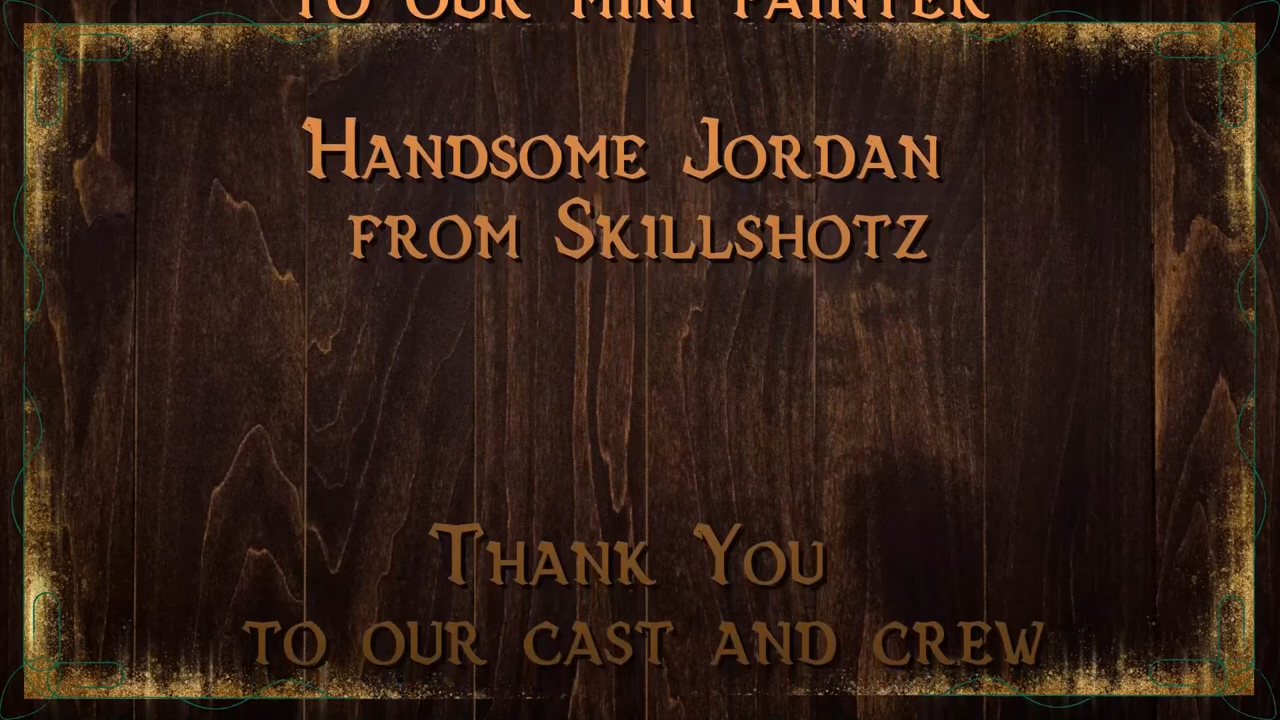 TO OUR MINI PAINTER
HANDSOME JORDAN
FROM SKILLSHOTZ
THANK YOU
TO OUR CAST AND CREW